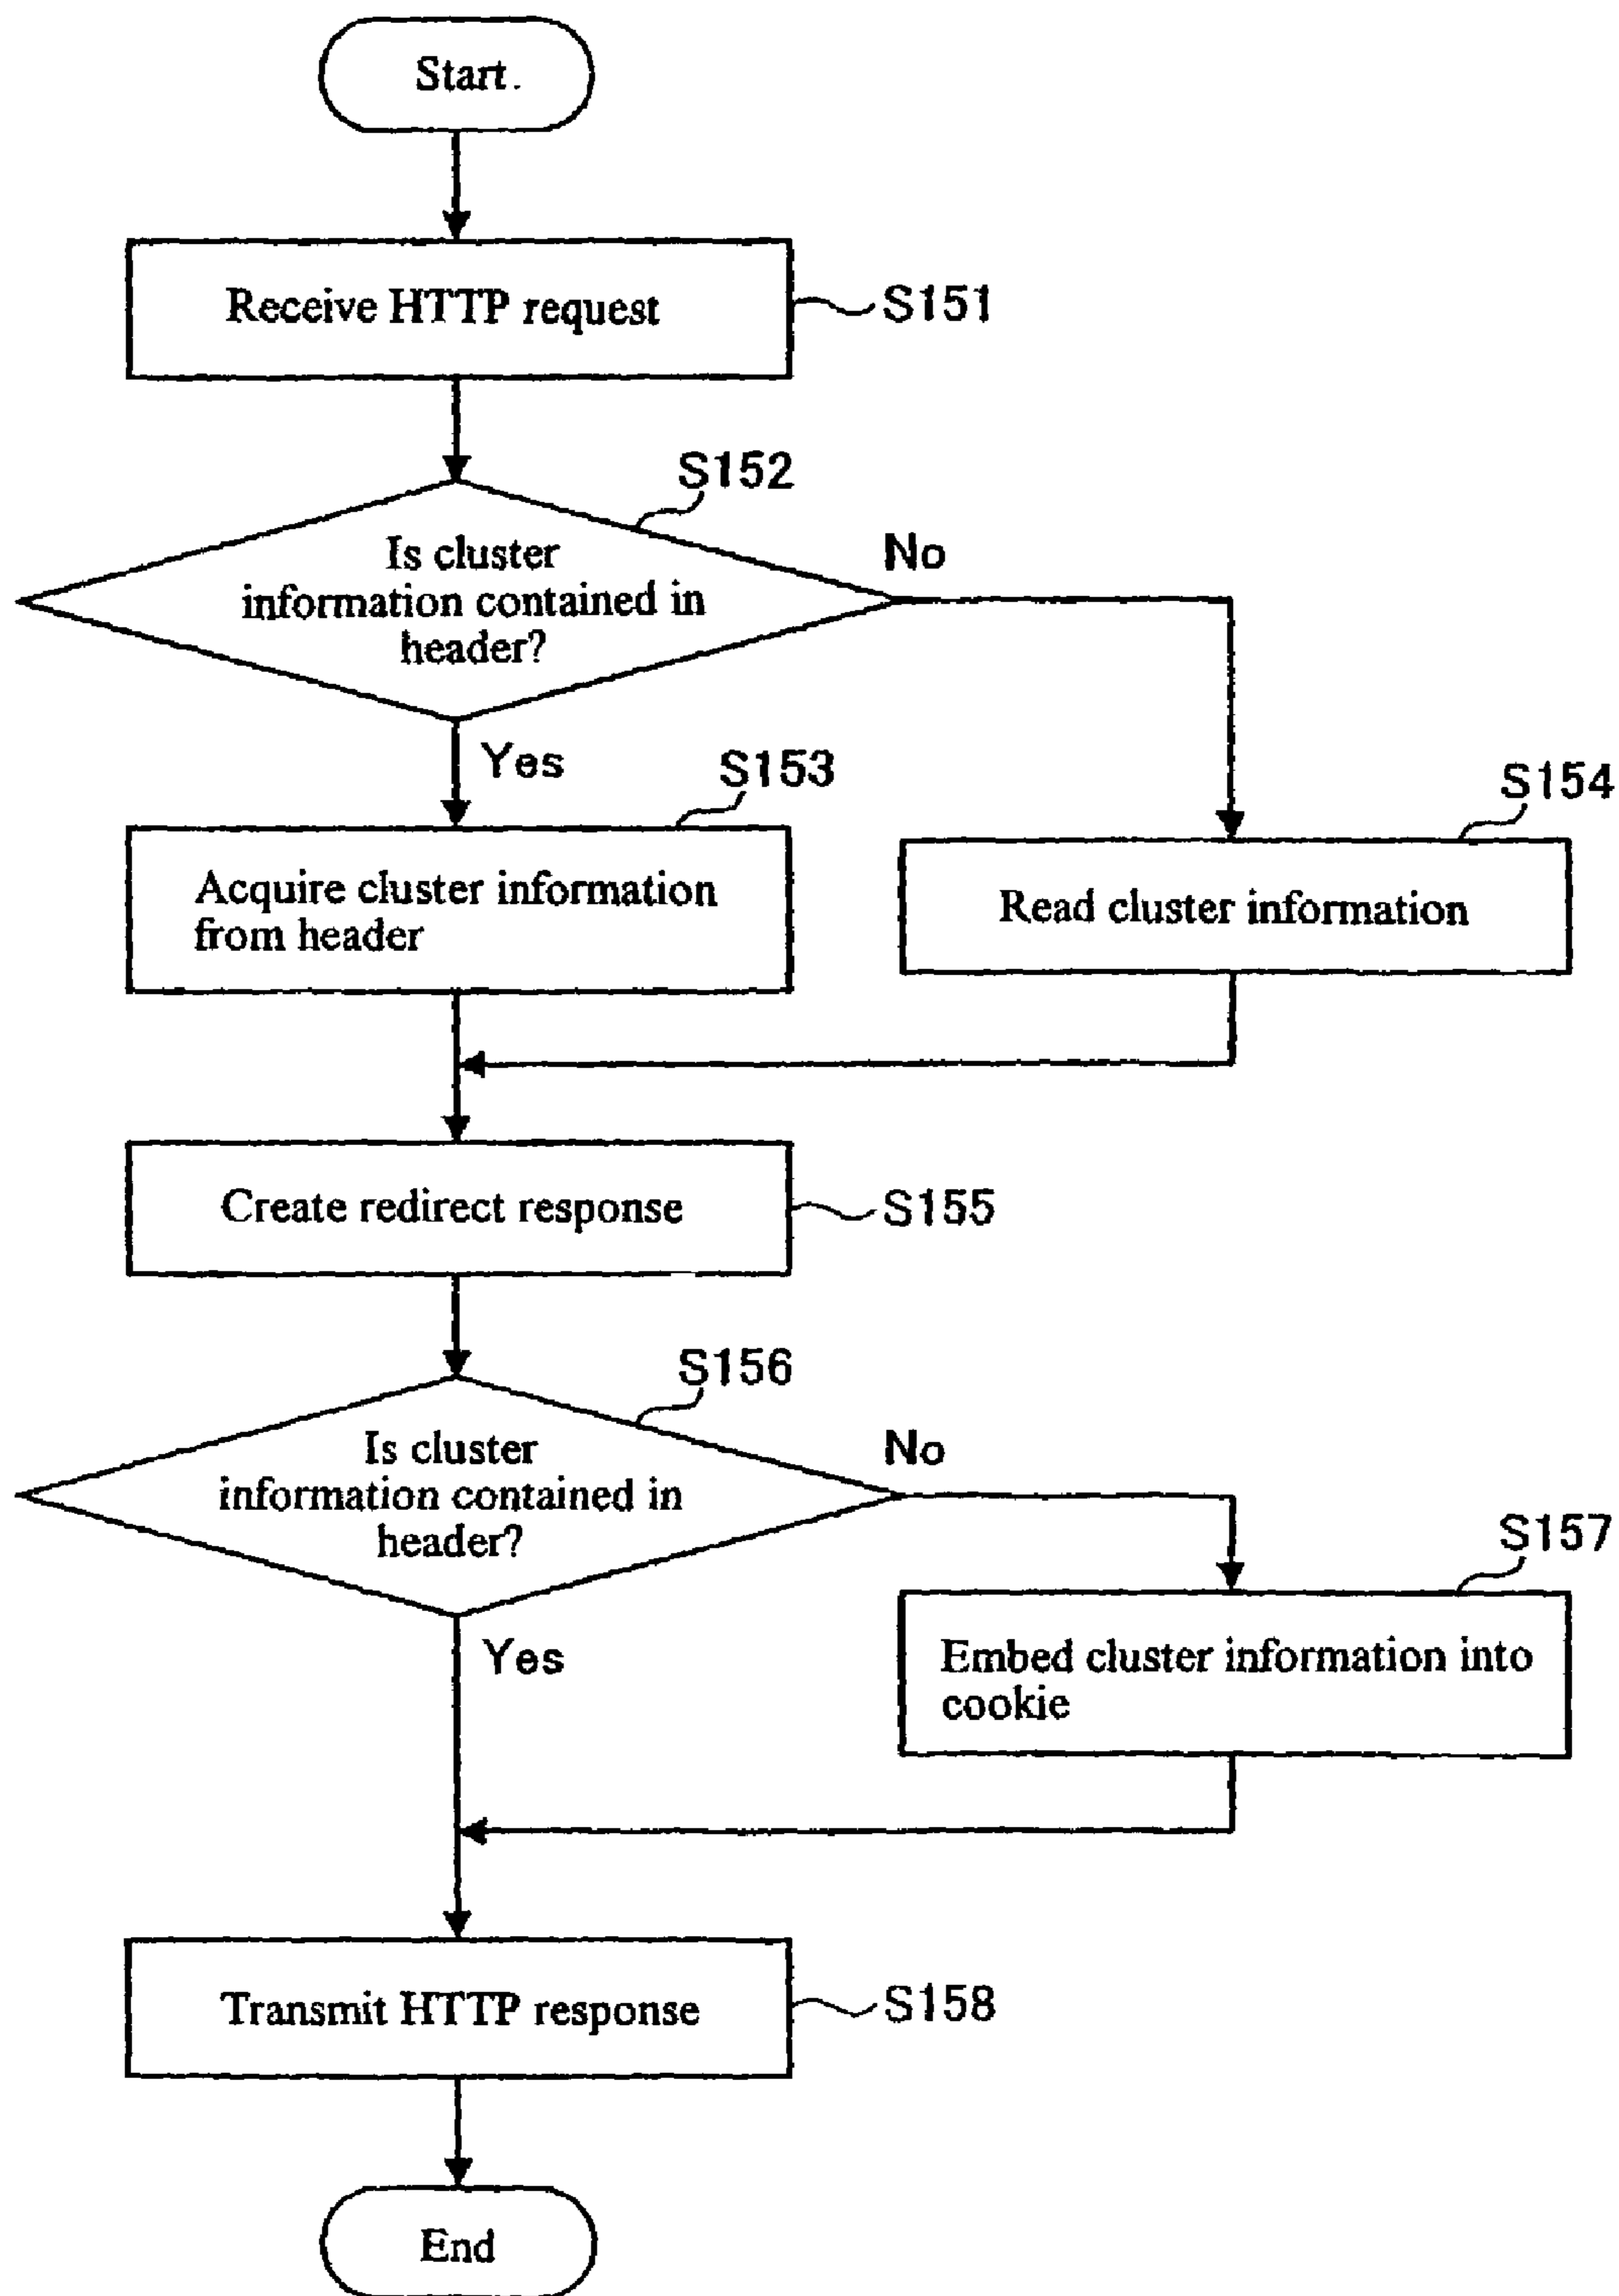 Start.
Receive HTTP request
S151
S152
Is cluster
information contained in
header?
No
Yes
S153
Acquire cluster information
from header
S154
Read cluster information
Create redirect response
S155
S156
Is cluster
information contained in
header?
No
Yes
S157
Embed cluster information into
cookie
Transmit HTTP response
S158
End